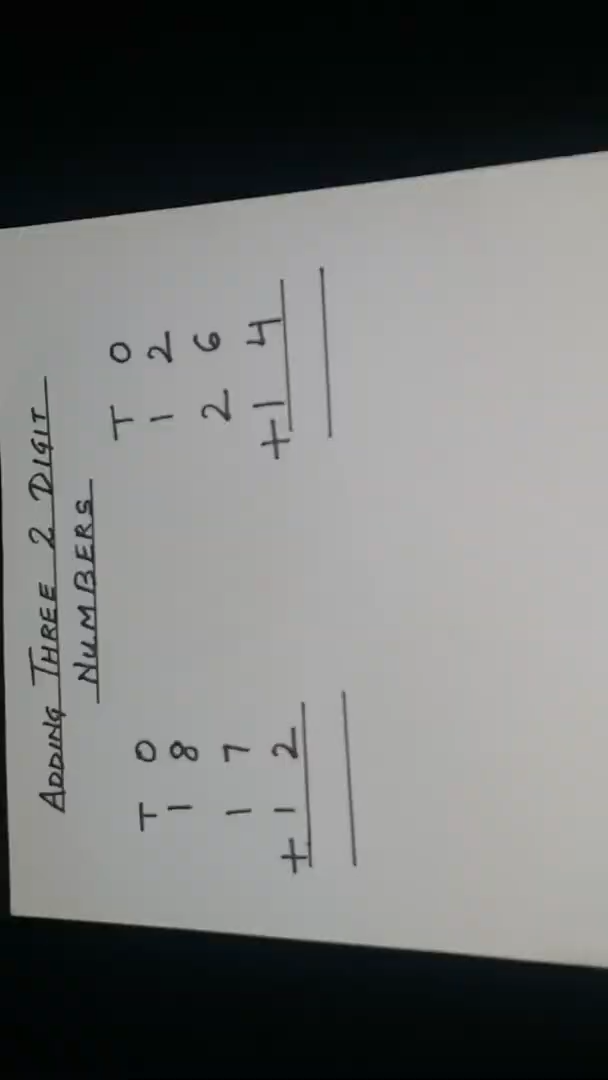 ADDING THREE 2 DIGIT
NUMBERS
T O
1 8
1 7
+ 1 2
T O
1 2
2 6
+ 1 4